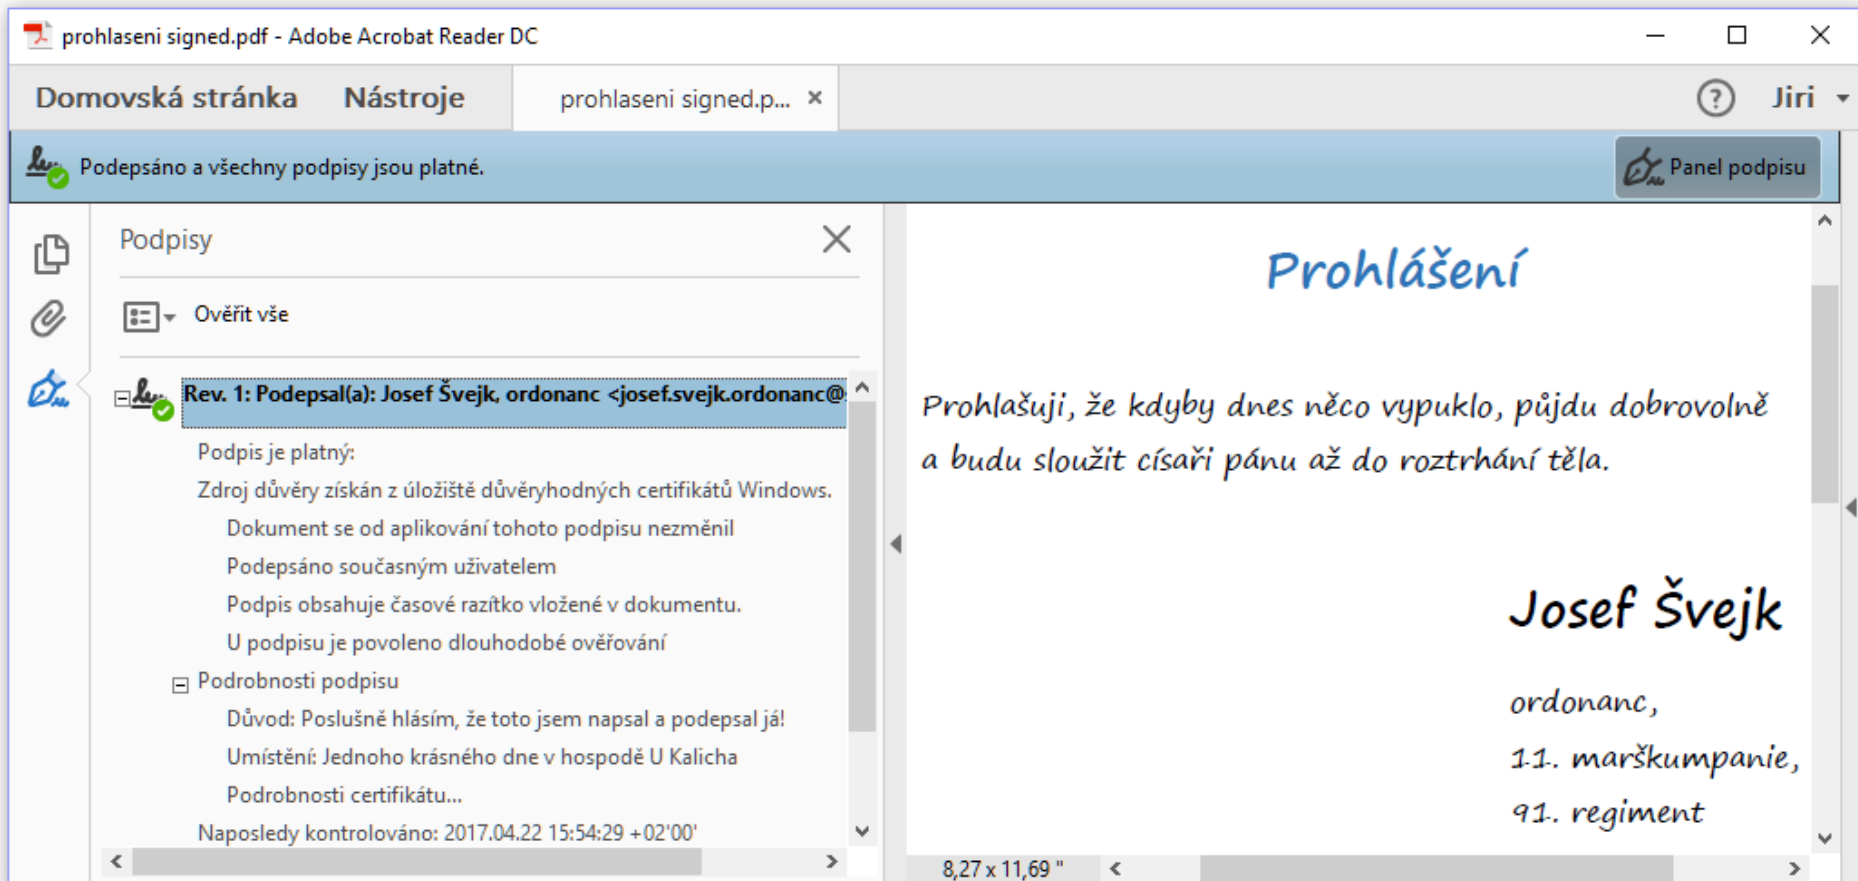 prohlaseni signed.pdf - Adobe Acrobat Reader DC
Domovská stránka Nástroje prohlaseni signed.p... × ? Jiri
Podepsáno a všechny podpisy jsou platné. Panel podpisu
Podpisy
Ověřit vše
Rev. 1: Podepsal(a): Josef Švejk, ordonanc <josef.svejk.ordonanc@
Podpis je platný:
Zdroj důvěry získán z úložiště důvěryhodných certifikátů Windows.
Dokument se od aplikování tohoto podpisu nezměnil
Podepsáno současným uživatelem
Podpis obsahuje časové razítko vložené v dokumentu.
U podpisu je povoleno dlouhodobé ověřování
Podrobnosti podpisu
Důvod: Poslušně hlásím, že toto jsem napsal a podepsal já!
Umístění: Jednoho krásného dne v hospodě U Kalicha
Podrobnosti certifikátu...
Naposledy kontrolováno: 2017.04.22 15:54:29 +02'00'
Prohlášení
Prohlašuji, že kdyby dnes něco vypuklo, půjdu dobrovolně
a budu sloužit císaři pánu až do roztrhání těla.
Josef Švejk
ordonanc,
11. marškumpanie,
91. regiment
8,27 x 11,69 "